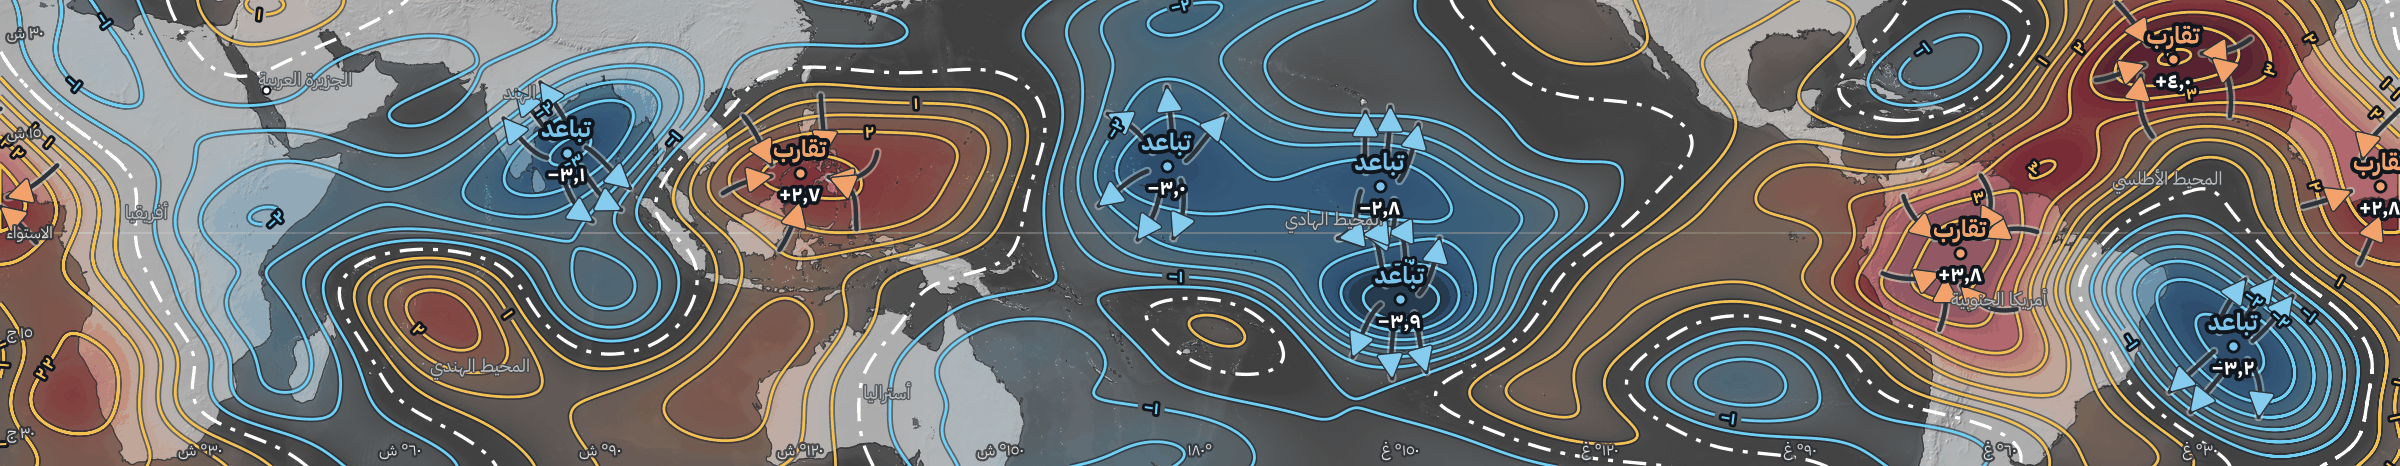 °٣٠ ش
°١٥ ش
الاستواء
°١٥ ج
°٣٠ ج
الجزيرة العربية
أفريقيا
الهند
تباعد
−٣,١
المحيط الهندي
تقارب
+٢,٧
أستراليا
تباعد
−٣,٠
تباعد
−٢,٨
المحيط الهادي
تباعد
−٣,٩
تقارب
+٣,٨
أمريكا الجنوبية
تقارب
+٤,٠
المحيط الأطلسي
تقارب
+٢,٨
تباعد
−٣,٢
°٣٠ ش
°٦٠ ش
°٩٠ ش
°١٢٠ ش
°١٥٠ ش
°١٨٠
°١٥٠ غ
°١٢٠ غ
°٩٠ غ
°٦٠ غ
°٣٠ غ